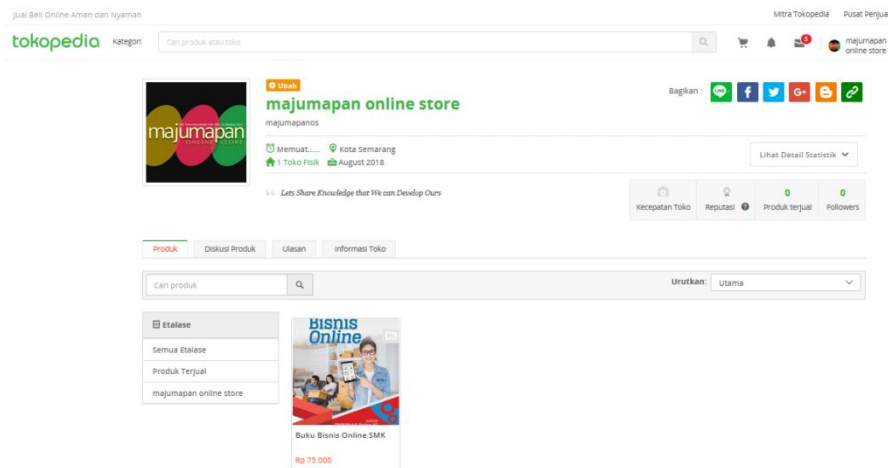 Jual Beli Online Aman dan Nyaman
Mitra Tokopedia Pusat Penjua
tokopedia Kategori Cari produk atau toko 5 majumapan
online store
Ubah
majumapan online store
majumapanos
Bagikan :
majumapan
ONLINE STORE
Memuat...... Kota Semarang
1 Toko Fisik August 2018
Lihat Detail Statistik
Lets Share Knowledge that We can Develop Ours
0 0
Kecepatan Toko Reputasi Produk terjual Followers
Produk Diskusi Produk Ulasan Informasi Toko
Cari produk
Urutkan: Utama
Etalase
Semua Etalase
Produk Terjual
majumapan online store
Bisnis
Online
Buku Bisnis Online SMK
Rp 75.000